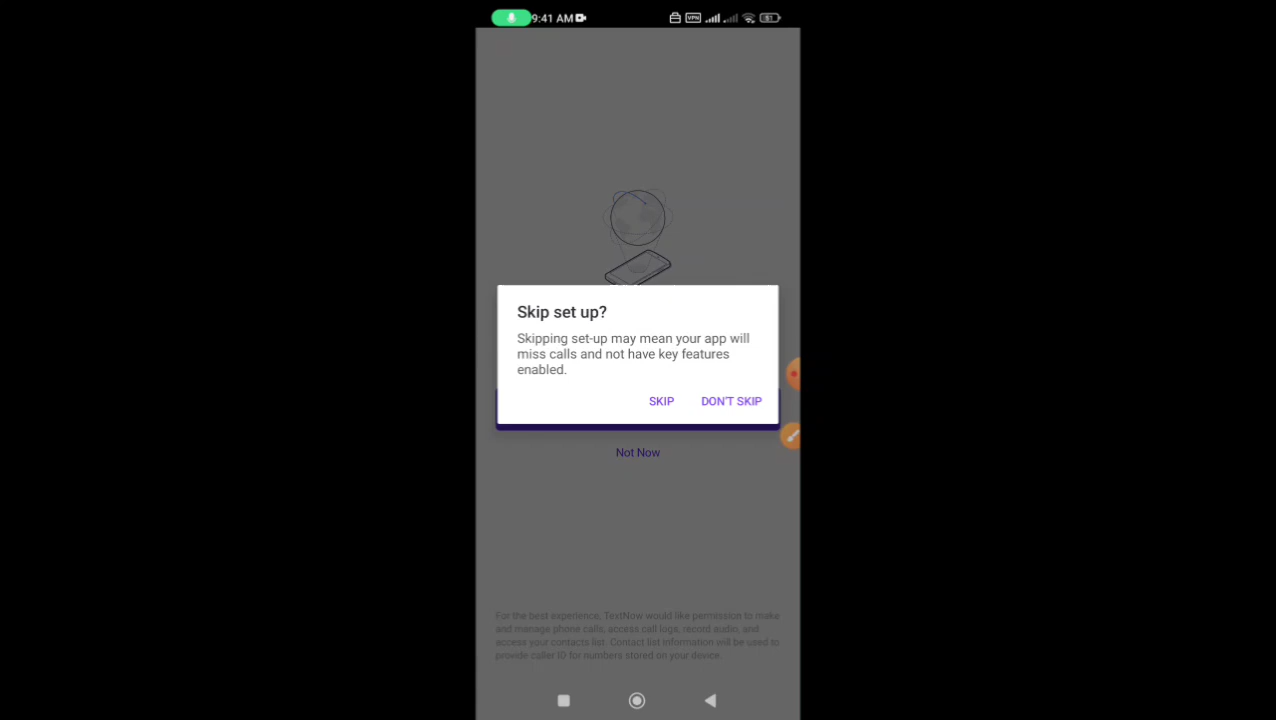 9:41 AM
VPN
51
Skip set up?
Skipping set-up may mean your app will
miss calls and not have key features
enabled.
SKIP DON'T SKIP
Not Now
For the best experience, TextNow would like permission to make
and manage phone calls, access call logs, record audio, and
access your contacts list. Contact list information will be used to
provide caller ID for numbers stored on your device.